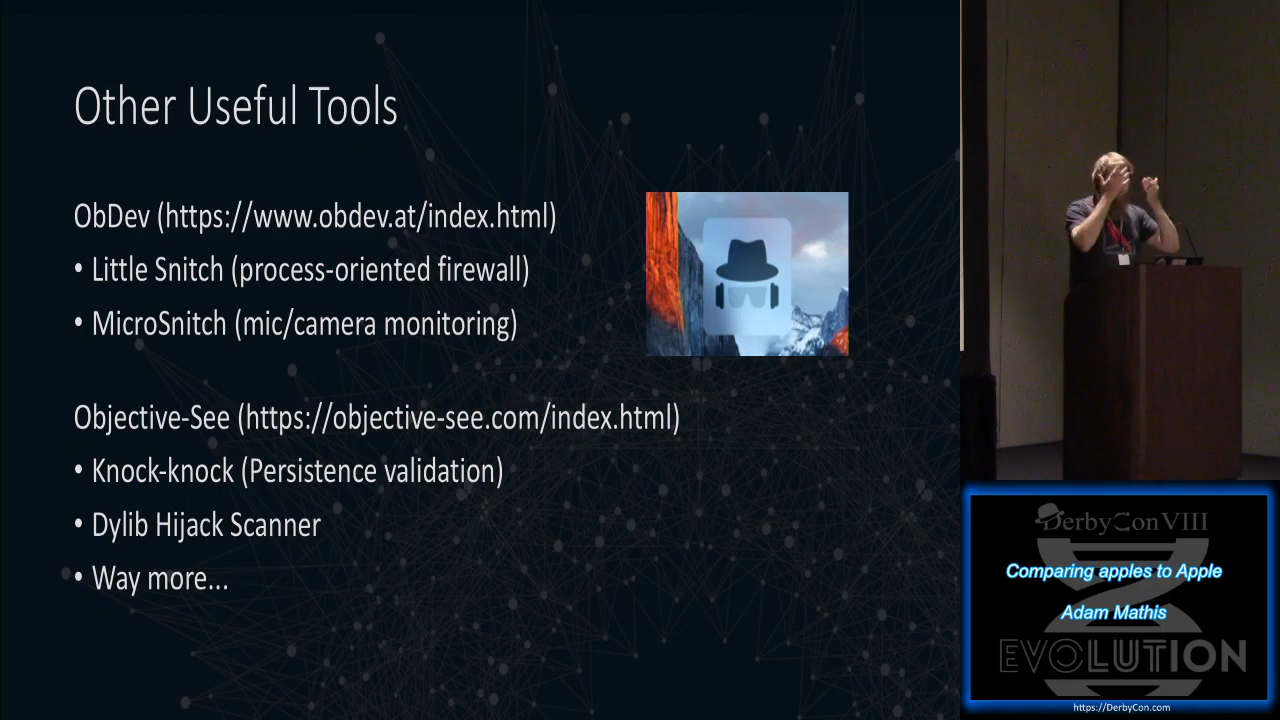 Other Useful Tools
ObDev (https://www.obdev.at/index.html)
• Little Snitch (process-oriented firewall)
• MicroSnitch (mic/camera monitoring)
Objective-See (https://objective-see.com/index.html)
• Knock-knock (Persistence validation)
• Dylib Hijack Scanner
• Way more...
DerbyCon VIII
Comparing apples to Apple
Adam Mathis
EVOLUTION
https://DerbyCon.com